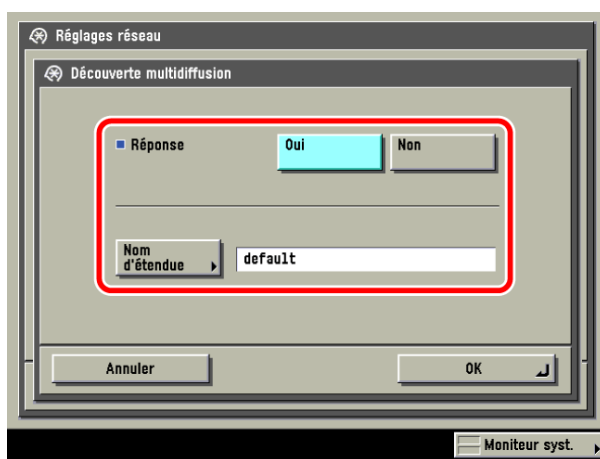 Réglages réseau
Découverte multidiffusion
Réponse Oui Non
Nom
d'étendue default
Annuler OK
Moniteur syst.